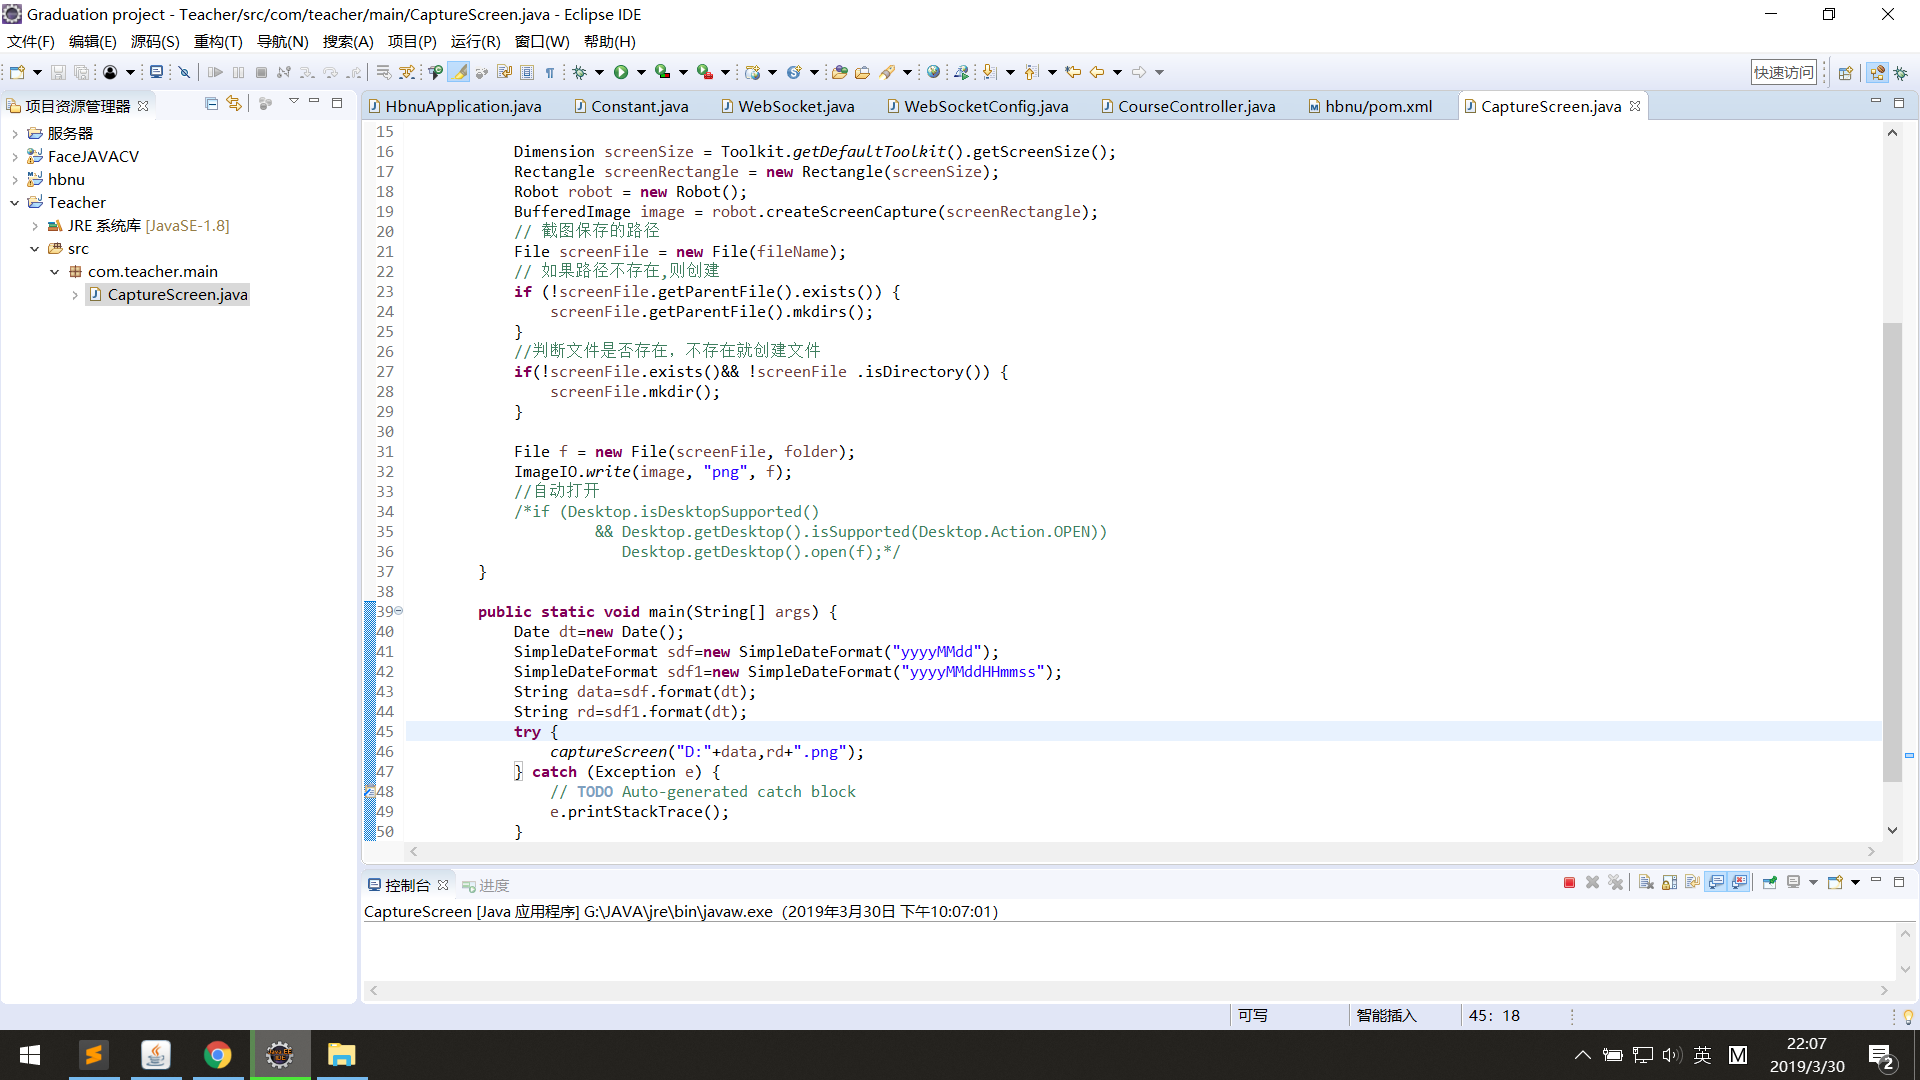 Graduation project - Teacher/src/com/teacher/main/CaptureScreen.java - Eclipse IDE
文件(F) 编辑(E) 源码(S) 重构(T) 导航(N) 搜索(A) 项目(P) 运行(R) 窗口(W) 帮助(H)
快速访问
项目资源管理器
服务器
FaceJAVACV
hbnu
Teacher
JRE 系统库 [JavaSE-1.8]
src
com.teacher.main
CaptureScreen.java
HbnuApplication.java Constant.java WebSocket.java WebSocketConfig.java CourseController.java hbnu/pom.xml CaptureScreen.java
15
16 Dimension screenSize = Toolkit.getDefaultToolkit().getScreenSize();
17 Rectangle screenRectangle = new Rectangle(screenSize);
18 Robot robot = new Robot();
19 BufferedImage image = robot.createScreenCapture(screenRectangle);
20 // 截图保存的路径
21 File screenFile = new File(fileName);
22 // 如果路径不存在,则创建
23 if (!screenFile.getParentFile().exists()) {
24 screenFile.getParentFile().mkdirs();
25 }
26 //判断文件是否存在，不存在就创建文件
27 if(!screenFile.exists()&& !screenFile .isDirectory()) {
28 screenFile.mkdir();
29 }
30
31 File f = new File(screenFile, folder);
32 ImageIO.write(image, "png", f);
33 //自动打开
34 /*if (Desktop.isDesktopSupported()
35 && Desktop.getDesktop().isSupported(Desktop.Action.OPEN))
36 Desktop.getDesktop().open(f);*/
37 }
38
39 public static void main(String[] args) {
40 Date dt=new Date();
41 SimpleDateFormat sdf=new SimpleDateFormat("yyyyMMdd");
42 SimpleDateFormat sdf1=new SimpleDateFormat("yyyyMMddHHmmss");
43 String data=sdf.format(dt);
44 String rd=sdf1.format(dt);
45 try {
46 captureScreen("D:"+data,rd+".png");
47 } catch (Exception e) {
48 // TODO Auto-generated catch block
49 e.printStackTrace();
50 }
控制台 进度
CaptureScreen [Java 应用程序] G:\JAVA\jre\bin\javaw.exe (2019年3月30日 下午10:07:01)
可写 智能插入 45：18
英 M 22:07
2019/3/30 2